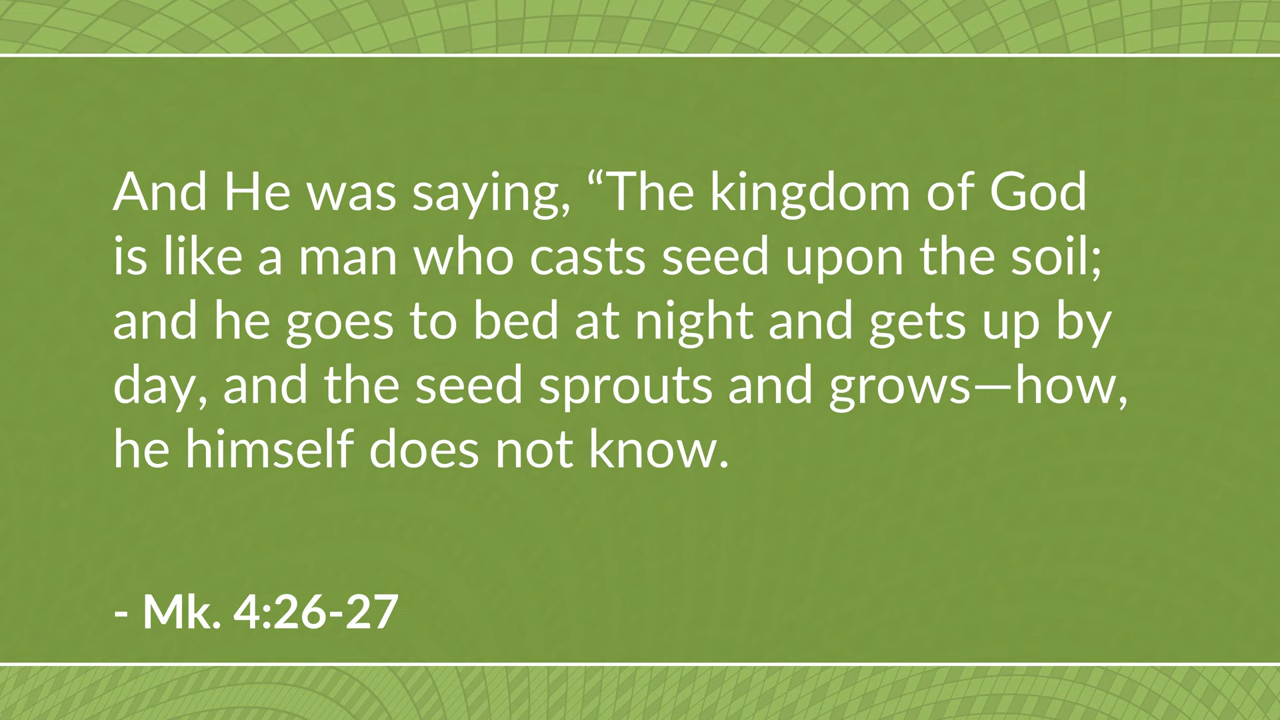 And He was saying, “The kingdom of God
is like a man who casts seed upon the soil;
and he goes to bed at night and gets up by
day, and the seed sprouts and grows—how,
he himself does not know.
- Mk. 4:26-27